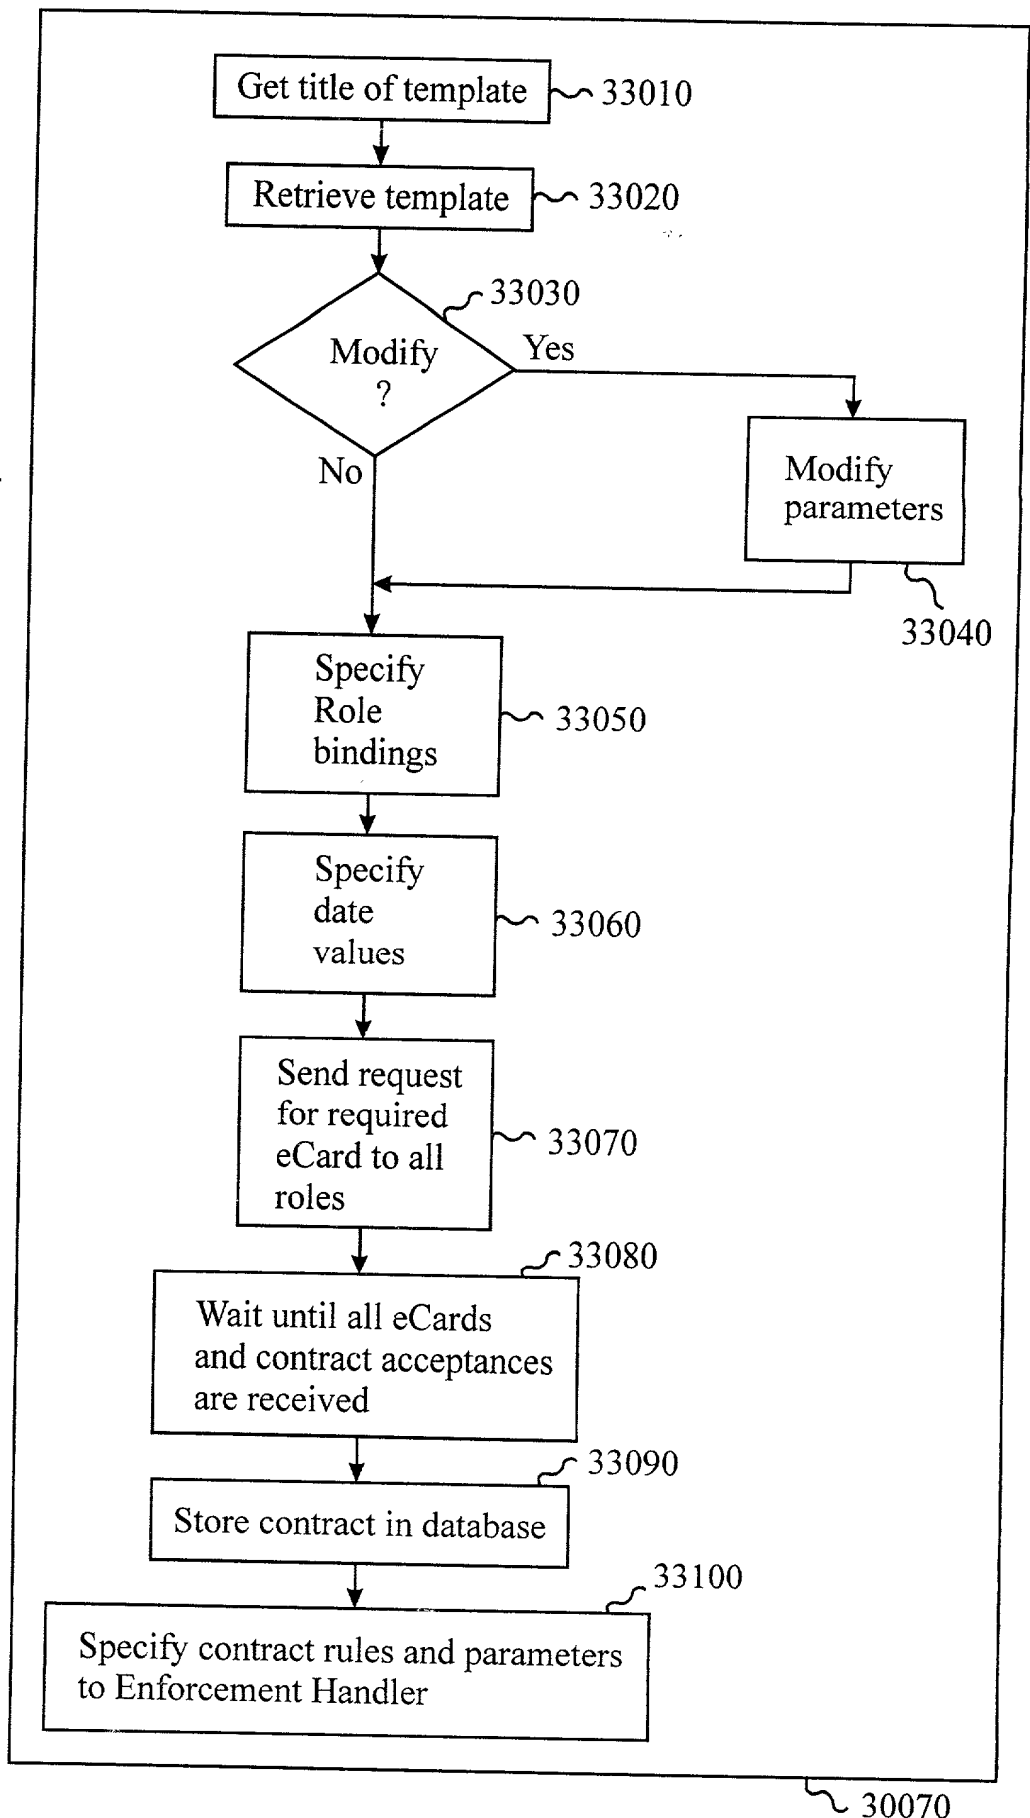 Get title of template
33010
Retrieve template
33020
33030
Modify
?
Yes
No
Modify
parameters
33040
Specify
Role
bindings
33050
Specify
date
values
33060
Send request
for required
eCard to all
roles
33070
33080
Wait until all eCards
and contract acceptances
are received
33090
Store contract in database
33100
Specify contract rules and parameters
to Enforcement Handler
30070